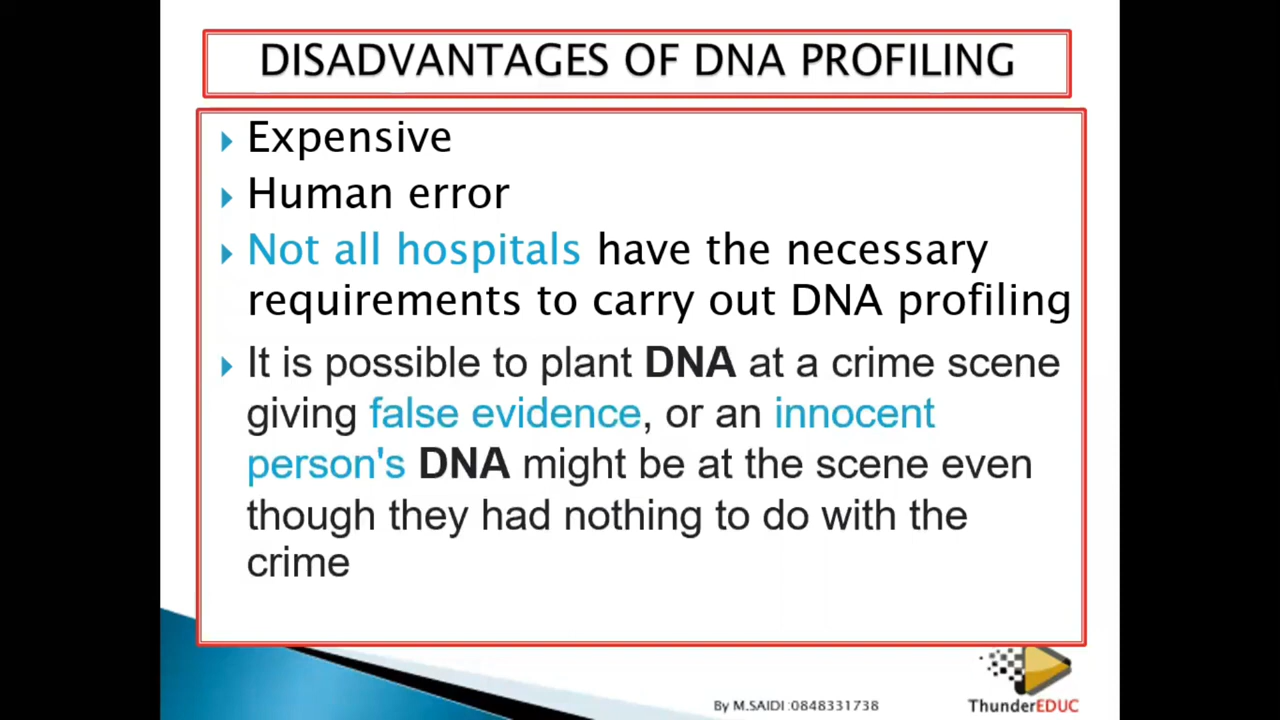 DISADVANTAGES OF DNA PROFILING
Expensive
Human error
Not all hospitals have the necessary
requirements to carry out DNA profiling
It is possible to plant DNA at a crime scene
giving false evidence, or an innocent
person's DNA might be at the scene even
though they had nothing to do with the
crime
By M.SAIDI :0848331738
ThunderEDUC